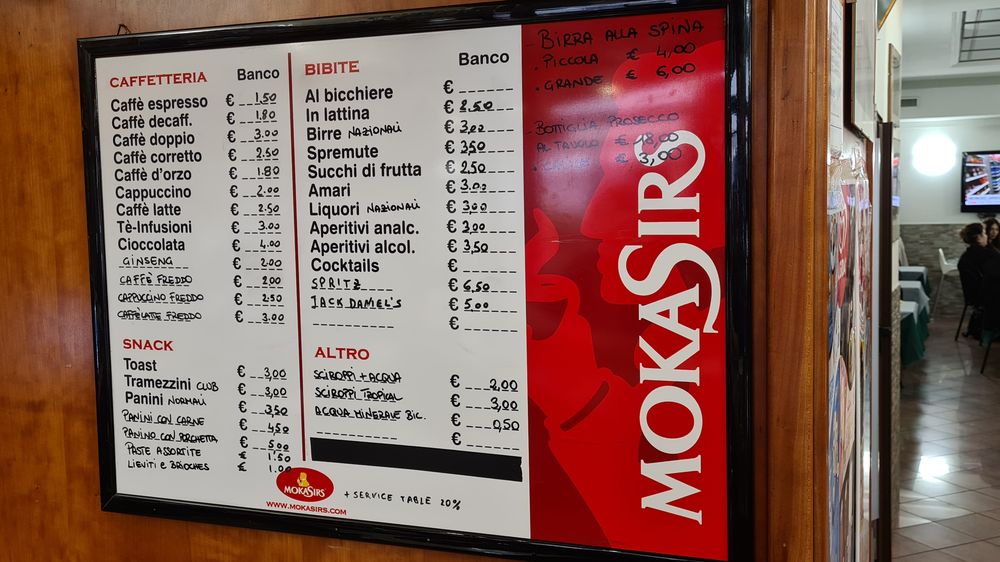 CAFFETTERIA Banco
Caffè espresso € 1.50
Caffè decaff. € 1.80
Caffè doppio € 3.00
Caffè corretto € 2.50
Caffè d'orzo € 1.80
Cappuccino € 2.00
Caffè latte € 2.50
Tè-Infusioni € 3.00
Cioccolata € 4.00
GINSENG € 2.00
CAFFÈ FREDDO € 2.00
CAPPUCCINO FREDDO € 2.50
CAFFÈLATTE FREDDO € 3.00
SNACK
Toast € 3,00
Tramezzini CLUB € 3,00
Panini NORMALI € 3,50
PANINI CON CARNE € 4,50
PANINO CON PORCHETTA € 5,00
PASTE ASSORTITE € 1.50
LIEVITI e BRIOCHES € 1.00
BIBITE Banco
Al bicchiere €
In lattina € 2.50
Birre NAZIONALI € 3,00
Spremute € 3,50
Succhi di frutta € 2,50
Amari € 3.00
Liquori NAZIONALI € 3,00
Aperitivi analc. € 3,00
Aperitivi alcol. € 3,50
Cocktails €
SPRITZ € 6,50
JACK DAMEL'S € 5,00
€
ALTRO
SCIROPPI + ACQUA € 2,00
SCIROPPI TROPICAL € 3,00
ACQUA MINERALE BIC. € 0,50
€
MOKASIRS
WWW.MOKASIRS.COM
+ SERVICE TABLE 20%
- BIRRA ALLA SPINA
. PICCOLA € 4,00
. GRANDE € 6,00
- BOTTIGLIA PROSECCO
AL TAVOLO € 18,00
€ 3,00
MOKASIRS